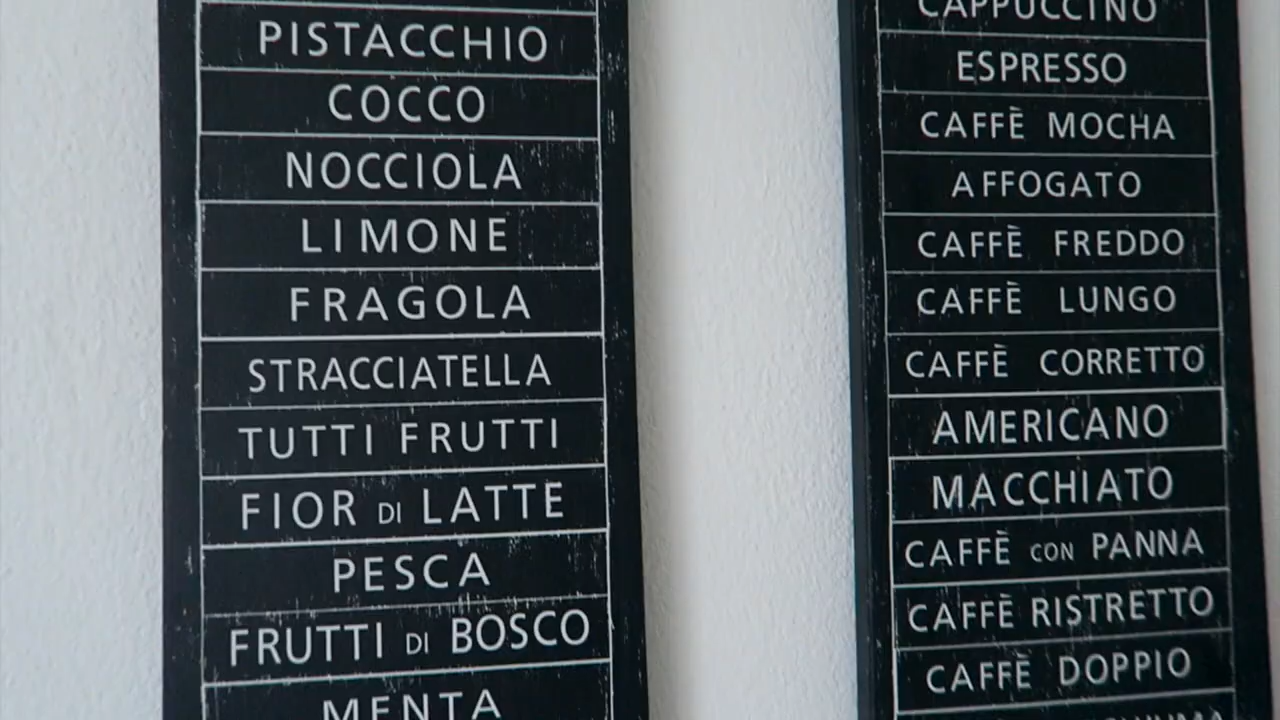 PISTACCHIO
COCCO
NOCCIOLA
LIMONE
FRAGOLA
STRACCIATELLA
TUTTI FRUTTI
FIOR DI LATTE
PESCA
FRUTTI DI BOSCO
MENTA
CAPPUCCINO
ESPRESSO
CAFFÈ MOCHA
AFFOGATO
CAFFÈ FREDDO
CAFFÈ LUNGO
CAFFÈ CORRETTO
AMERICANO
MACCHIATO
CAFFÈ CON PANNA
CAFFÈ RISTRETTO
CAFFÈ DOPPIO